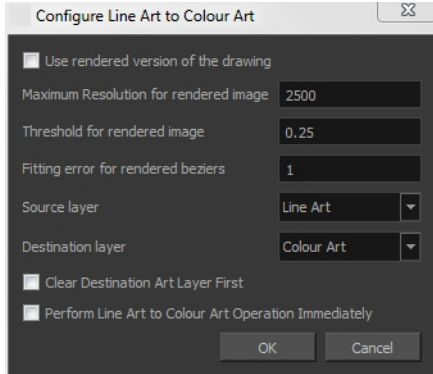 Configure Line Art to Colour Art
Use rendered version of the drawing
Maximum Resolution for rendered image 2500
Threshold for rendered image 0.25
Fitting error for rendered beziers 1
Source layer Line Art
Destination layer Colour Art
Clear Destination Art Layer First
Perform Line Art to Colour Art Operation Immediately
OK Cancel